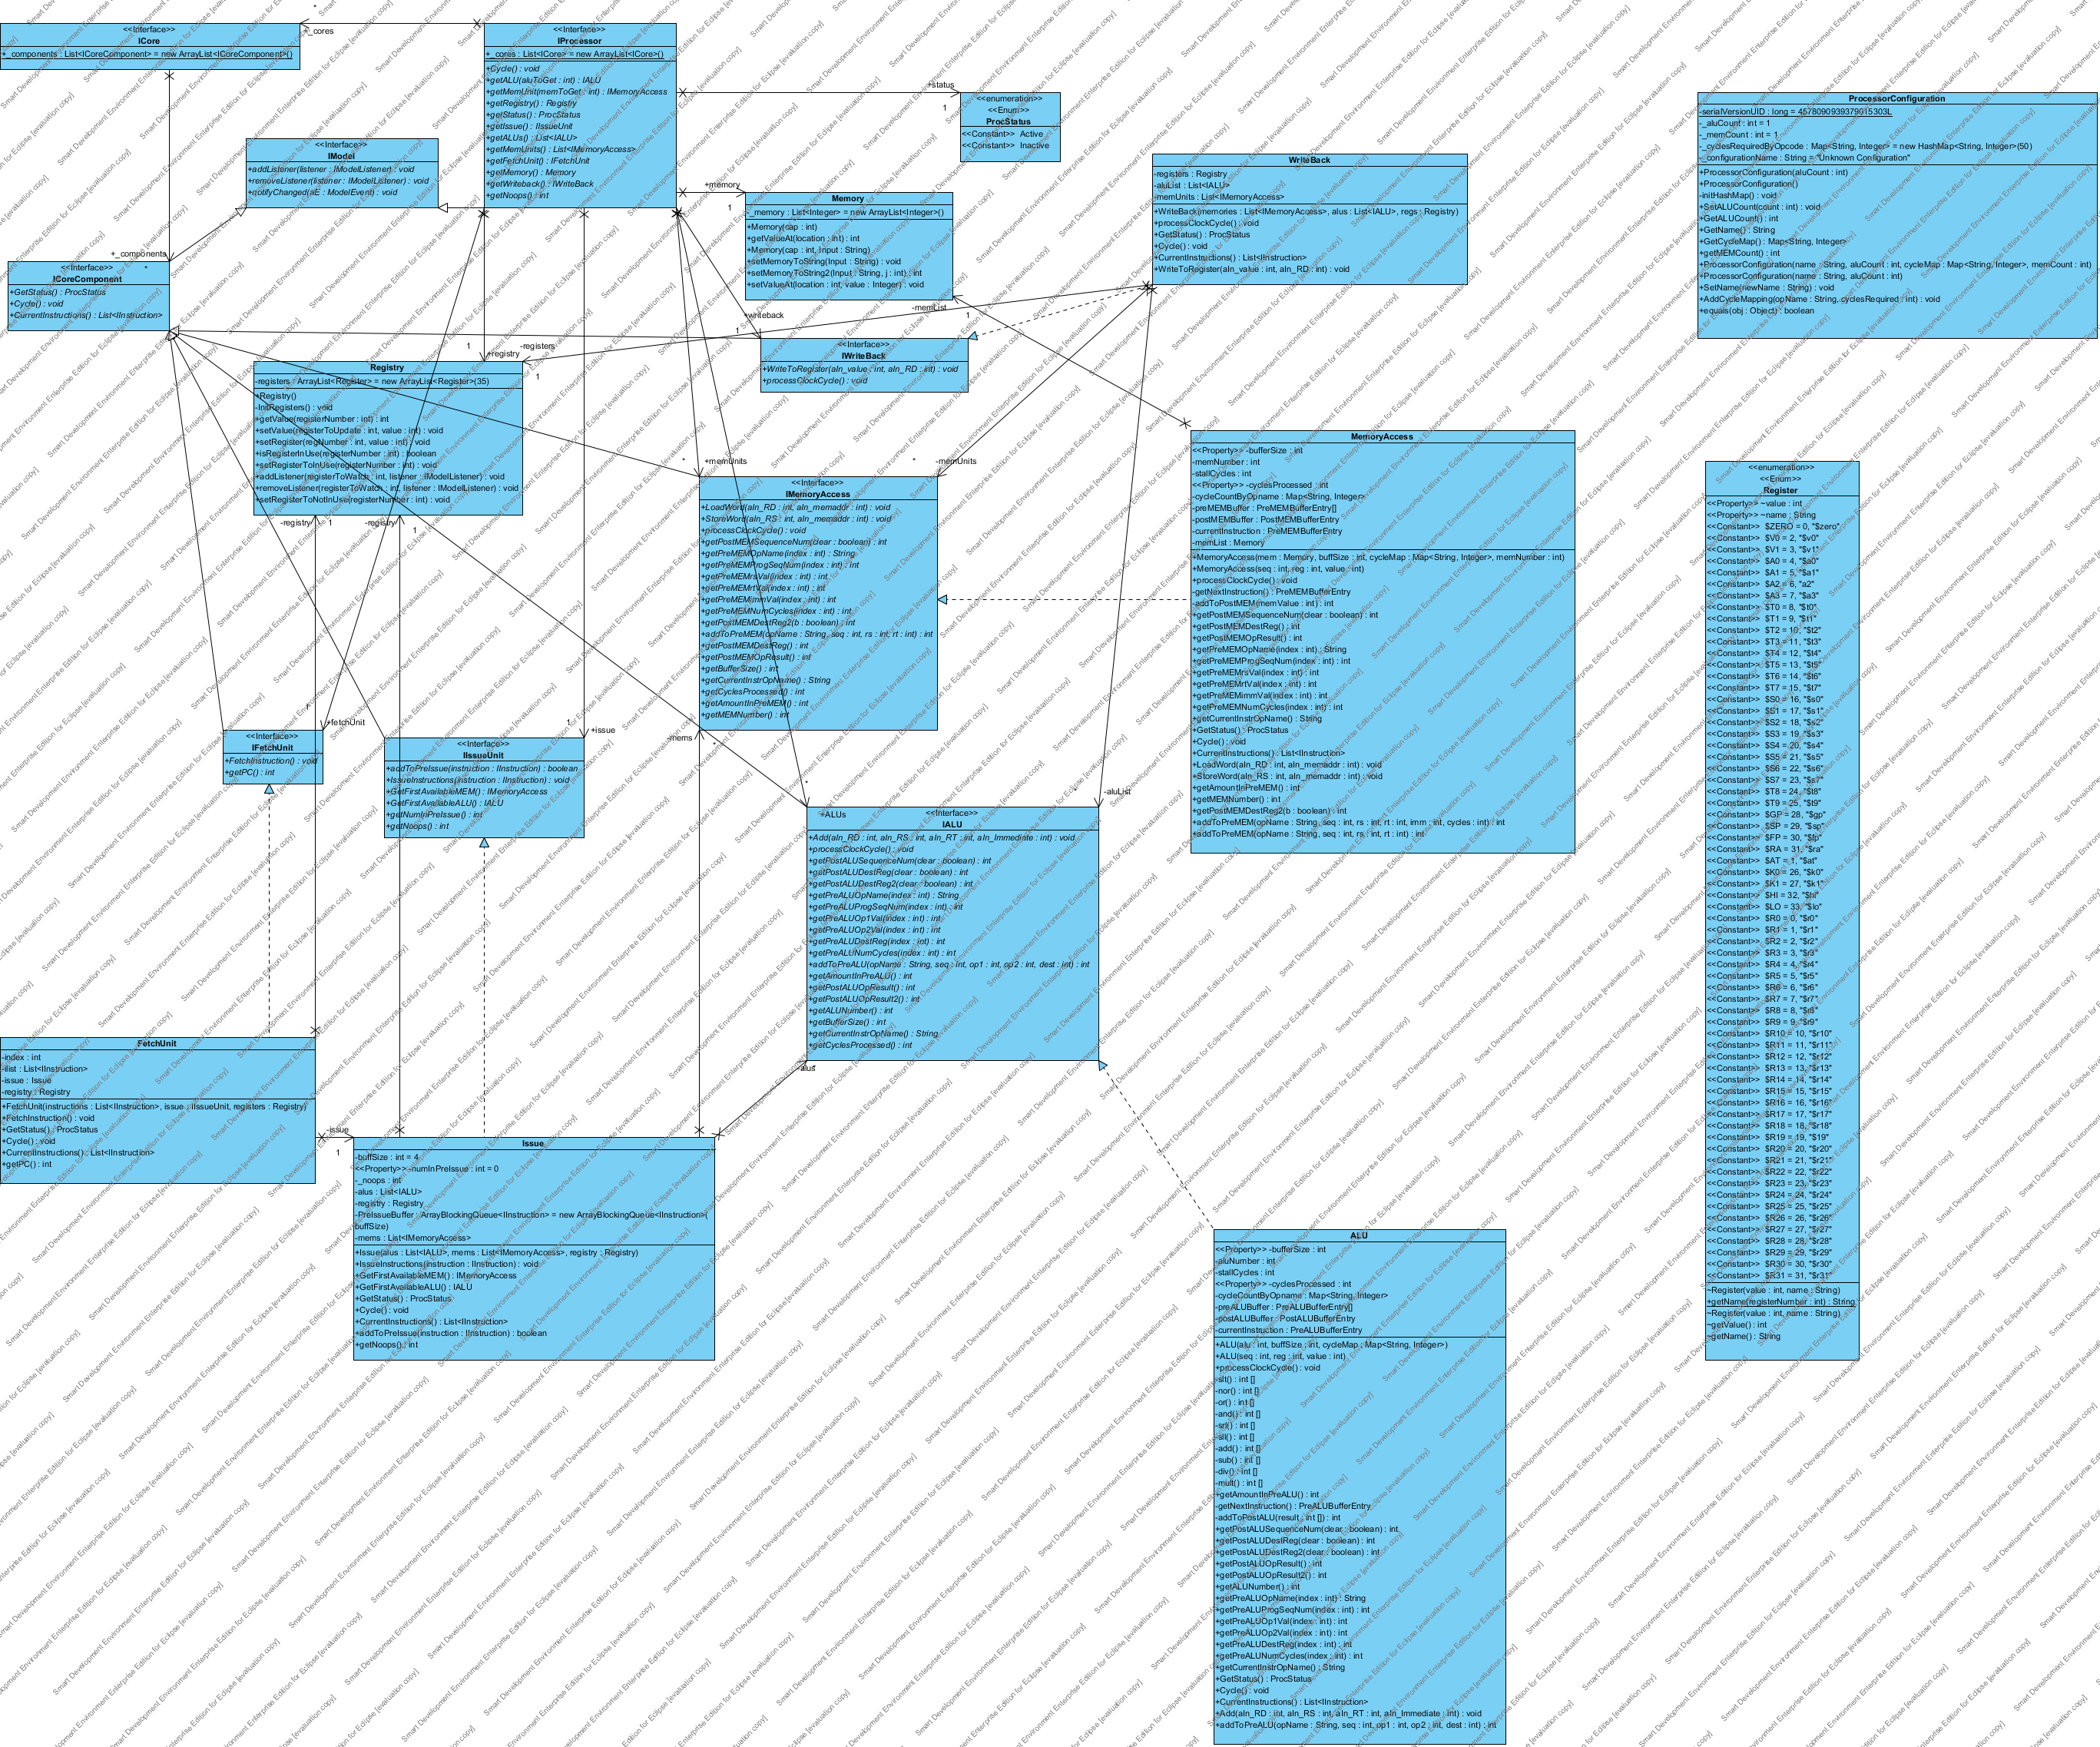 <<Interface>>
ICore
+_components : List<ICoreComponent> = new ArrayList<ICoreComponent>()
*
+_cores
<<Interface>>
IProcessor
+_cores : List<ICore> = new ArrayList<ICore>()
+Cycle() : void
+getALU(aluToGet : int) : IALU
+getMemUnit(memToGet : int) : IMemoryAccess
+getRegistry() : Registry
+getStatus() : ProcStatus
+getIssue() : IIssueUnit
+getALUs() : List<IALU>
+getMemUnits() : List<IMemoryAccess>
+getFetchUnit() : IFetchUnit
+getMemory() : Memory
+getWriteback() : IWriteBack
+getNoops() : int
+status
1
<<enumeration>>
<<Enum>>
ProcStatus
<<Constant>> Active
<<Constant>> Inactive
<<Interface>>
IModel
+addListener(listener : IModelListener) : void
+removeListener(listener : IModelListener) : void
+notifyChanged(aE : ModelEvent) : void
+memory
1
Memory
-_memory : List<Integer> = new ArrayList<Integer>()
+Memory(cap : int)
+getValueAt(location : int) : int
+Memory(cap : int, Input : String)
+setMemoryToString(Input : String) : void
+setMemoryToString2(Input : String, j : int) : int
+setValueAt(location : int, value : Integer) : void
WriteBack
-registers : Registry
-aluList : List<IALU>
-memUnits : List<IMemoryAccess>
+WriteBack(memories : List<IMemoryAccess>, alus : List<IALU>, regs : Registry)
+processClockCycle() : void
+GetStatus() : ProcStatus
+Cycle() : void
+CurrentInstructions() : List<IInstruction>
+WriteToRegister(aIn_value : int, aIn_RD : int) : void
ProcessorConfiguration
-serialVersionUID : long = 4578090939379015303L
-_aluCount : int = 1
-_memCount : int = 1
-_cyclesRequiredByOpcode : Map<String, Integer> = new HashMap<String, Integer>(50)
-_configurationName : String = "Unknown Configuration"
+ProcessorConfiguration(aluCount : int)
+ProcessorConfiguration()
-initHashMap() : void
+SetALUCount(count : int) : void
+GetALUCount() : int
+GetName() : String
+GetCycleMap() : Map<String, Integer>
+getMEMCount() : int
+ProcessorConfiguration(name : String, aluCount : int, cycleMap : Map<String, Integer>, memCount : int)
+ProcessorConfiguration(name : String, aluCount : int)
+SetName(newName : String) : void
+AddCycleMapping(opName : String, cyclesRequired : int) : void
+equals(obj : Object) : boolean
+_components
*
<<Interface>>
ICoreComponent
+GetStatus() : ProcStatus
+Cycle() : void
+CurrentInstructions() : List<IInstruction>
+writeback
1
-memList
1
<<Interface>>
IWriteBack
+WriteToRegister(aIn_value : int, aIn_RD : int) : void
+processClockCycle() : void
1
+registry
-registers
1
Registry
-registers : ArrayList<Register> = new ArrayList<Register>(35)
+Registry()
-InitRegisters() : void
+getValue(registerNumber : int) : int
+setValue(registerToUpdate : int, value : int) : void
+setRegister(regNumber : int, value : int) : void
+isRegisterInUse(registerNumber : int) : boolean
+setRegisterToInUse(registerNumber : int) : void
+addListener(registerToWatch : int, listener : IModelListener) : void
+removeListener(registerToWatch : int, listener : IModelListener) : void
+setRegisterToNotInUse(registerNumber : int) : void
-registry
1
-registry
1
*
+memUnits
*
-memUnits
<<Interface>>
IMemoryAccess
+LoadWord(aIn_RD : int, aIn_memaddr : int) : void
+StoreWord(aIn_RS : int, aIn_memaddr : int) : void
+processClockCycle() : void
+getPostMEMSequenceNum(clear : boolean) : int
+getPreMEMOpName(index : int) : String
+getPreMEMProgSeqNum(index : int) : int
+getPreMEMrsVal(index : int) : int
+getPreMEMrtVal(index : int) : int
+getPreMEMimmVal(index : int) : int
+getPreMEMNumCycles(index : int) : int
+getPostMEMDestReg2(b : boolean) : int
+addToPreMEM(opName : String, seq : int, rs : int, rt : int) : int
+getPostMEMDestReg() : int
+getPostMEMOpResult() : int
+getBufferSize() : int
+getCurrentInstrOpName() : String
+getCyclesProcessed() : int
+getAmountInPreMEM() : int
+getMEMNumber() : int
MemoryAccess
<<Property>> -bufferSize : int
-memNumber : int
-stallCycles : int
<<Property>> -cyclesProcessed : int
-cycleCountByOpname : Map<String, Integer>
-preMEMBuffer : PreMEMBufferEntry[]
-postMEMBuffer : PostMEMBufferEntry
-currentInstruction : PreMEMBufferEntry
-memList : Memory
+MemoryAccess(mem : Memory, buffSize : int, cycleMap : Map<String, Integer>, memNumber : int)
+MemoryAccess(seq : int, reg : int, value : int)
+processClockCycle() : void
-getNextInstruction() : PreMEMBufferEntry
-addToPostMEM(memValue : int) : int
+getPostMEMSequenceNum(clear : boolean) : int
+getPostMEMDestReg() : int
+getPostMEMOpResult() : int
+getPreMEMOpName(index : int) : String
+getPreMEMProgSeqNum(index : int) : int
+getPreMEMrsVal(index : int) : int
+getPreMEMrtVal(index : int) : int
+getPreMEMimmVal(index : int) : int
+getPreMEMNumCycles(index : int) : int
+getCurrentInstrOpName() : String
+GetStatus() : ProcStatus
+Cycle() : void
+CurrentInstructions() : List<IInstruction>
+LoadWord(aIn_RD : int, aIn_memaddr : int) : void
+StoreWord(aIn_RS : int, aIn_memaddr : int) : void
+getAmountInPreMEM() : int
+getMEMNumber() : int
+getPostMEMDestReg2(b : boolean) : int
+addToPreMEM(opName : String, seq : int, rs : int, rt : int, imm : int, cycles : int) : int
+addToPreMEM(opName : String, seq : int, rs : int, rt : int) : int
<<enumeration>>
<<Enum>>
Register
<<Property>> ~value : int
<<Property>> ~name : String
<<Constant>> $ZERO = 0, "$zero"
<<Constant>> $V0 = 2, "$v0"
<<Constant>> $V1 = 3, "$v1"
<<Constant>> $A0 = 4, "$a0"
<<Constant>> $A1 = 5, "$a1"
<<Constant>> $A2 = 6, "a2"
<<Constant>> $A3 = 7, "$a3"
<<Constant>> $T0 = 8, "$t0"
<<Constant>> $T1 = 9, "$t1"
<<Constant>> $T2 = 10, "$t2"
<<Constant>> $T3 = 11, "$t3"
<<Constant>> $T4 = 12, "$t4"
<<Constant>> $T5 = 13, "$t5"
<<Constant>> $T6 = 14, "$t6"
<<Constant>> $T7 = 15, "$t7"
<<Constant>> $S0 = 16, "$s0"
<<Constant>> $S1 = 17, "$s1"
<<Constant>> $S2 = 18, "$s2"
<<Constant>> $S3 = 19, "$s3"
<<Constant>> $S4 = 20, "$s4"
<<Constant>> $S5 = 21, "$s5"
<<Constant>> $S6 = 22, "$s6"
<<Constant>> $S7 = 23, "$s7"
<<Constant>> $T8 = 24, "$t8"
<<Constant>> $T9 = 25, "$t9"
<<Constant>> $GP = 28, "$gp"
<<Constant>> $SP = 29, "$sp"
<<Constant>> $FP = 30, "$fp"
<<Constant>> $RA = 31, "$ra"
<<Constant>> $AT = 1, "$at"
<<Constant>> $K0 = 26, "$k0"
<<Constant>> $K1 = 27, "$k1"
<<Constant>> $HI = 32, "$hi"
<<Constant>> $LO = 33, "$lo"
<<Constant>> $R0 = 0, "$r0"
<<Constant>> $R1 = 1, "$r1"
<<Constant>> $R2 = 2, "$r2"
<<Constant>> $R3 = 3, "$r3"
<<Constant>> $R4 = 4, "$r4"
<<Constant>> $R5 = 5, "$r5"
<<Constant>> $R6 = 6, "$r6"
<<Constant>> $R7 = 7, "$r7"
<<Constant>> $R8 = 8, "$r8"
<<Constant>> $R9 = 9, "$r9"
<<Constant>> $R10 = 10, "$r10"
<<Constant>> $R11 = 11, "$r11"
<<Constant>> $R12 = 12, "$r12"
<<Constant>> $R13 = 13, "$r13"
<<Constant>> $R14 = 14, "$r14"
<<Constant>> $R15 = 15, "$r15"
<<Constant>> $R16 = 16, "$r16"
<<Constant>> $R17 = 17, "$r17"
<<Constant>> $R18 = 18, "$r18"
<<Constant>> $R19 = 19, "$19"
<<Constant>> $R20 = 20, "$r20"
<<Constant>> $R21 = 21, "$r21"
<<Constant>> $R22 = 22, "$r22"
<<Constant>> $R23 = 23, "$r23"
<<Constant>> $R24 = 24, "$r24"
<<Constant>> $R25 = 25, "$r25"
<<Constant>> $R26 = 26, "$r26"
<<Constant>> $R27 = 27, "$r27"
<<Constant>> $R28 = 28, "$r28"
<<Constant>> $R29 = 29, "$r29"
<<Constant>> $R30 = 30, "$r30"
<<Constant>> $R31 = 31, "$r31"
~Register(value : int, name : String)
+getName(registerNumber : int) : String
~Register(value : int, name : String)
~getValue() : int
~getName() : String
1
+fetchUnit
<<Interface>>
IFetchUnit
+FetchInstruction() : void
+getPC() : int
1
+issue
<<Interface>>
IIssueUnit
+addToPreIssue(instruction : IInstruction) : boolean
+IssueInstructions(instruction : IInstruction) : void
+GetFirstAvailableMEM() : IMemoryAccess
+GetFirstAvailableALU() : IALU
+getNumInPreIssue() : int
+getNoops() : int
-mems
*
*
+ALUs
*
-aluList
<<Interface>>
IALU
+Add(aIn_RD : int, aIn_RS : int, aIn_RT : int, aIn_Immediate : int) : void
+processClockCycle() : void
+getPostALUSequenceNum(clear : boolean) : int
+getPostALUDestReg(clear : boolean) : int
+getPostALUDestReg2(clear : boolean) : int
+getPreALUOpName(index : int) : String
+getPreALUProgSeqNum(index : int) : int
+getPreALUOp1Val(index : int) : int
+getPreALUOp2Val(index : int) : int
+getPreALUDestReg(index : int) : int
+getPreALUNumCycles(index : int) : int
+addToPreALU(opName : String, seq : int, op1 : int, op2 : int, dest : int) : int
+getAmountInPreALU() : int
+getPostALUOpResult() : int
+getPostALUOpResult2() : int
+getALUNumber() : int
+getBufferSize() : int
+getCurrentInstrOpName() : String
+getCyclesProcessed() : int
-alus
*
FetchUnit
-index : int
-ilist : List<IInstruction>
-issue : Issue
-registry : Registry
+FetchUnit(instructions : List<IInstruction>, issue : IIssueUnit, registers : Registry)
+FetchInstruction() : void
+GetStatus() : ProcStatus
+Cycle() : void
+CurrentInstructions() : List<IInstruction>
+getPC() : int
-issue
1
Issue
-buffSize : int = 4
<<Property>> -numInPreIssue : int = 0
-_noops : int
-alus : List<IALU>
-registry : Registry
-PreIssueBuffer : ArrayBlockingQueue<IInstruction> = new ArrayBlockingQueue<IInstruction>(
buffSize)
-mems : List<IMemoryAccess>
+Issue(alus : List<IALU>, mems : List<IMemoryAccess>, registry : Registry)
+IssueInstructions(instruction : IInstruction) : void
+GetFirstAvailableMEM() : IMemoryAccess
+GetFirstAvailableALU() : IALU
+GetStatus() : ProcStatus
+Cycle() : void
+CurrentInstructions() : List<IInstruction>
+addToPreIssue(instruction : IInstruction) : boolean
+getNoops() : int
ALU
<<Property>> -bufferSize : int
-aluNumber : int
-stallCycles : int
<<Property>> -cyclesProcessed : int
-cycleCountByOpname : Map<String, Integer>
-preALUBuffer : PreALUBufferEntry[]
-postALUBuffer : PostALUBufferEntry
-currentInstruction : PreALUBufferEntry
+ALU(alu : int, buffSize : int, cycleMap : Map<String, Integer>)
+ALU(seq : int, reg : int, value : int)
+processClockCycle() : void
-slt() : int []
-nor() : int []
-or() : int []
-and() : int []
-srl() : int []
-sll() : int []
-add() : int []
-sub() : int []
-div() : int []
-mult() : int []
+getAmountInPreALU() : int
-getNextInstruction() : PreALUBufferEntry
-addToPostALU(result : int []) : int
+getPostALUSequenceNum(clear : boolean) : int
+getPostALUDestReg(clear : boolean) : int
+getPostALUDestReg2(clear : boolean) : int
+getPostALUOpResult() : int
+getPostALUOpResult2() : int
+getALUNumber() : int
+getPreALUOpName(index : int) : String
+getPreALUProgSeqNum(index : int) : int
+getPreALUOp1Val(index : int) : int
+getPreALUOp2Val(index : int) : int
+getPreALUDestReg(index : int) : int
+getPreALUNumCycles(index : int) : int
+getCurrentInstrOpName() : String
+GetStatus() : ProcStatus
+Cycle() : void
+CurrentInstructions() : List<IInstruction>
+Add(aIn_RD : int, aIn_RS : int, aIn_RT : int, aIn_Immediate : int) : void
+addToPreALU(opName : String, seq : int, op1 : int, op2 : int, dest : int) : int
Smart Development Environment Enterprise Edition for Eclipse [evaluation copy]